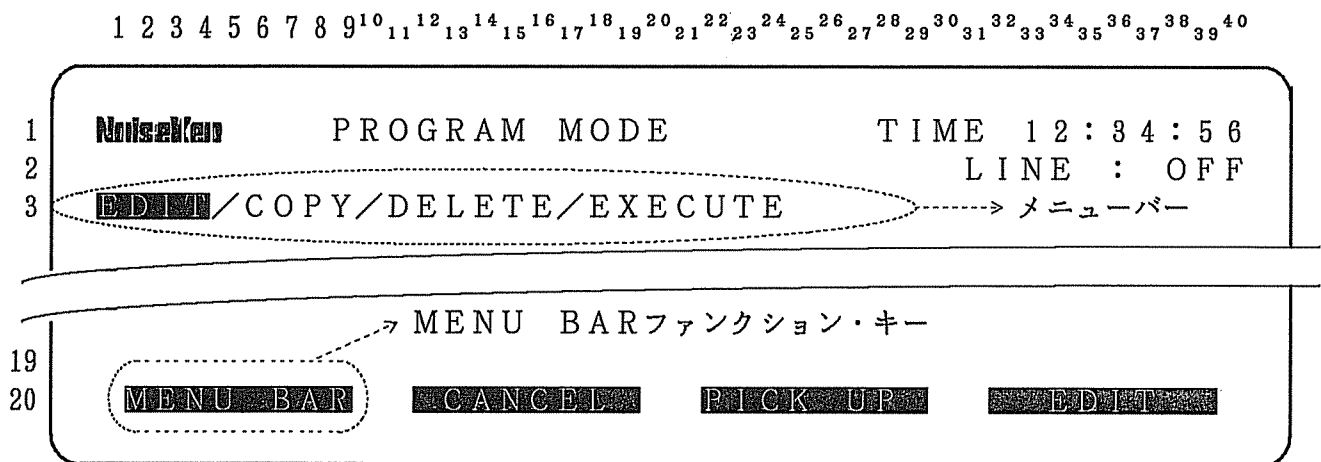 1 2 3 4 5 6 7 8 9 10 11 12 13 14 15 16 17 18 19 20 21 22 23 24 25 26 27 28 29 30 31 32 33 34 35 36 37 38 39 40
1 NoiseKen PROGRAM MODE TIME 12:34:56
2 LINE : OFF
3 EDIT/COPY/DELETE/EXECUTE メニューバー
MENU BARファンクション・キー
19
20 MENU BAR CANCEL PICK UP EDIT